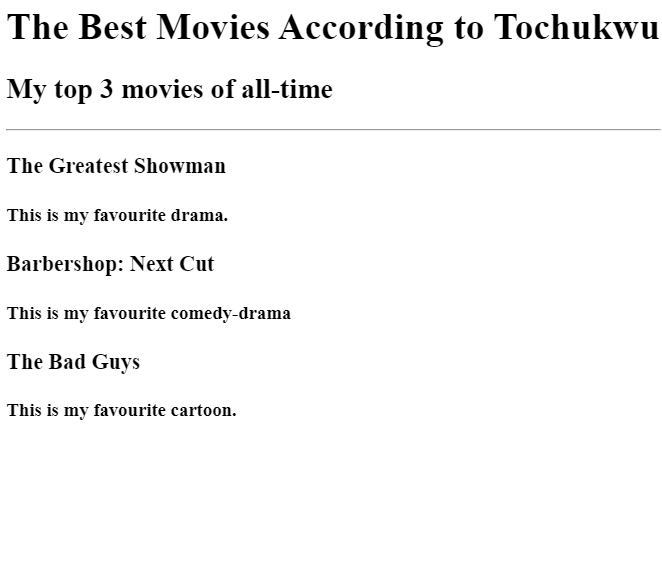 The Best Movies According to Tochukwu
My top 3 movies of all-time
The Greatest Showman
This is my favourite drama.
Barbershop: Next Cut
This is my favourite comedy-drama
The Bad Guys
This is my favourite cartoon.